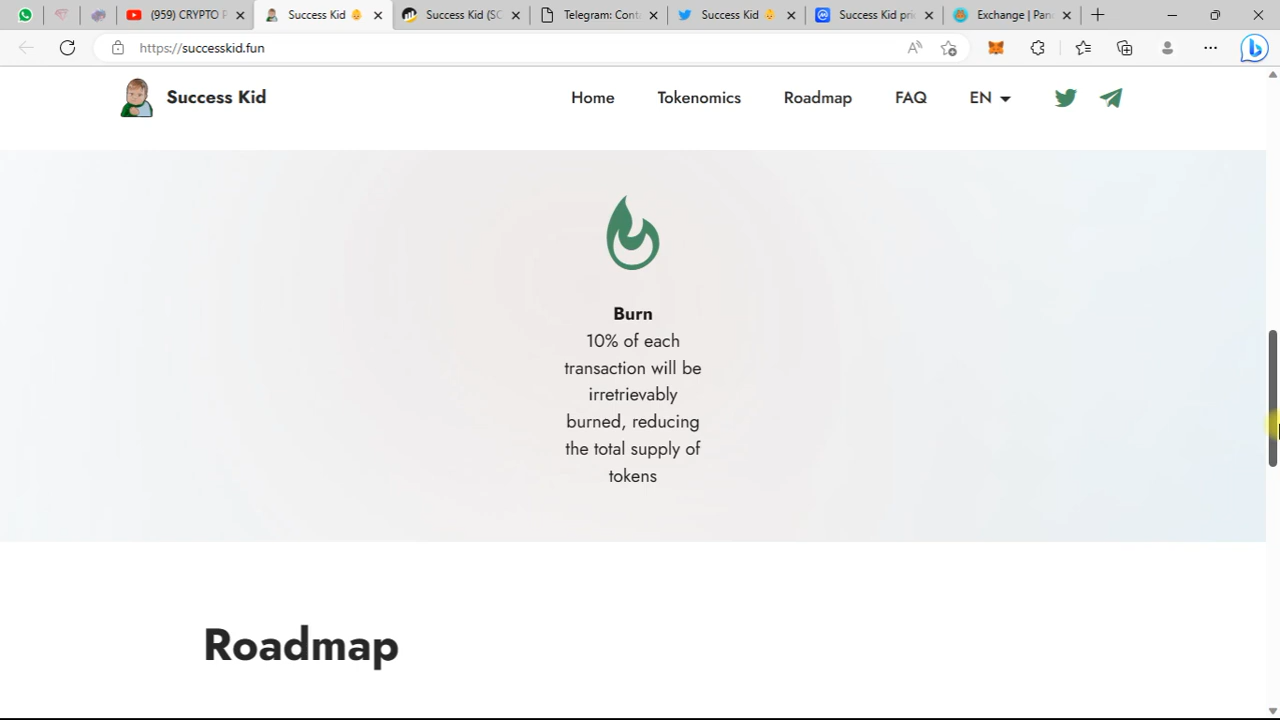 (959) CRYPTO P
Success Kid
Success Kid (SC
Telegram: Conta
Success Kid
Success Kid pri
Exchange | Panc
https://successkid.fun
Success Kid
Home
Tokenomics
Roadmap
FAQ
EN
Burn
10% of each
transaction will be
irretrievably
burned, reducing
the total supply of
tokens
Roadmap